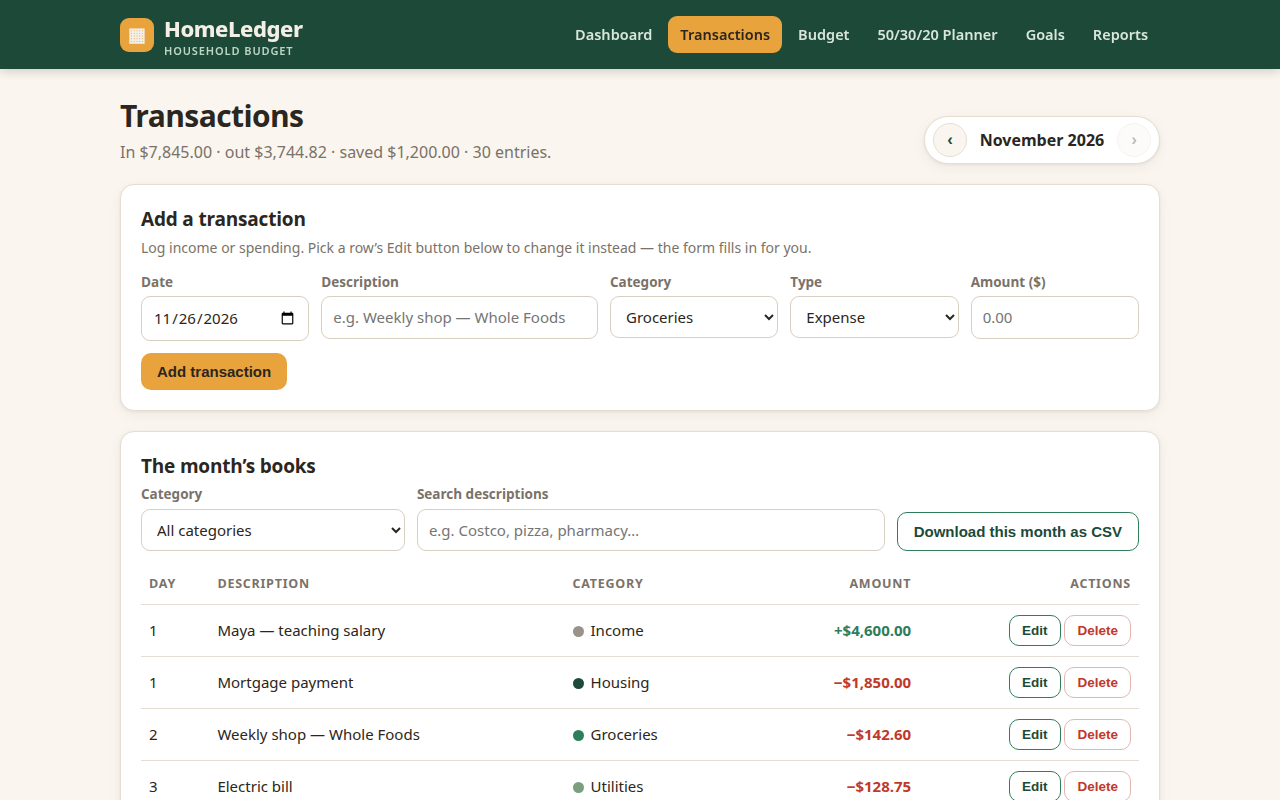 HomeLedger
HOUSEHOLD BUDGET
Dashboard Transactions Budget 50/30/20 Planner Goals Reports
Transactions
In $7,845.00 · out $3,744.82 · saved $1,200.00 · 30 entries.
‹ November 2026 ›
Add a transaction
Log income or spending. Pick a row’s Edit button below to change it instead — the form fills in for you.
Date Description Category Type Amount ($)
11/26/2026 e.g. Weekly shop — Whole Foods Groceries Expense 0.00
Add transaction
The month’s books
Category Search descriptions
All categories e.g. Costco, pizza, pharmacy… Download this month as CSV
DAY DESCRIPTION CATEGORY AMOUNT ACTIONS
1 Maya — teaching salary Income +$4,600.00 Edit Delete
1 Mortgage payment Housing −$1,850.00 Edit Delete
2 Weekly shop — Whole Foods Groceries −$142.60 Edit Delete
3 Electric bill Utilities −$128.75 Edit Delete